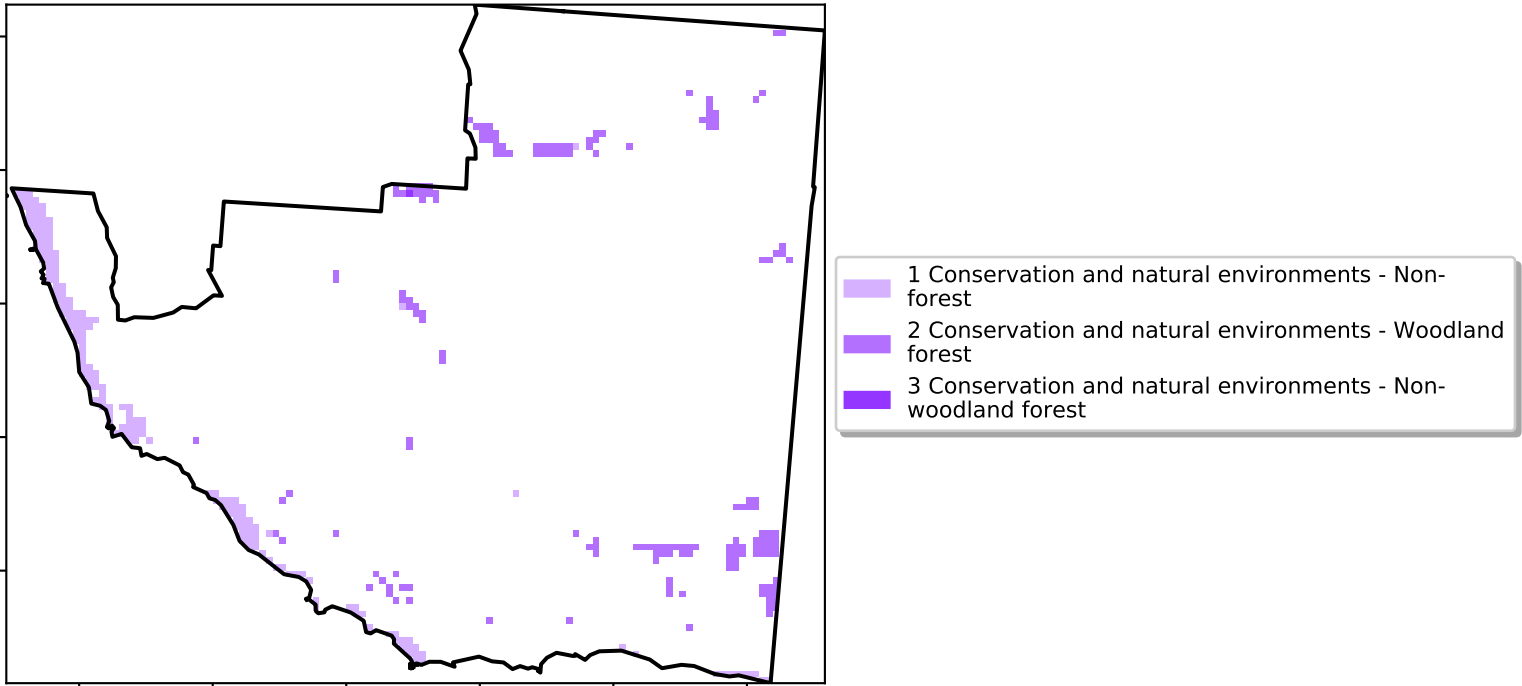 1 Conservation and natural environments - Non-
forest
2 Conservation and natural environments - Woodland
forest
3 Conservation and natural environments - Non-
woodland forest